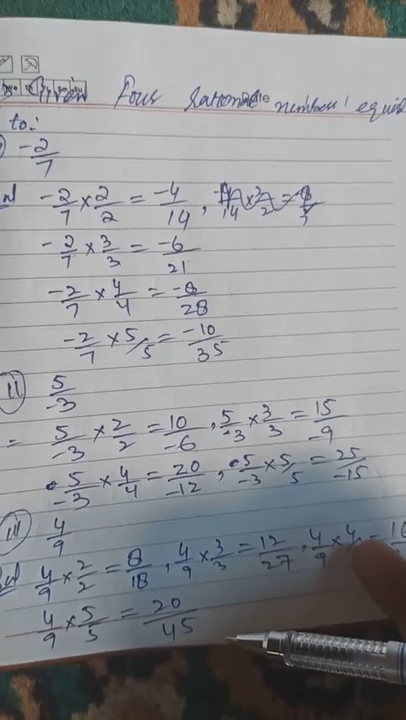 Given Four rational numbers equi
to:
-2/7
-2/7 × 2/2 = -4/14 ,
-2/7 × 3/3 = -6/21
-2/7 × 4/4 = -8/28
-2/7 × 5/5 = -10/35
ii) 5/-3
= 5/-3 × 2/2 = 10/-6 , 5/-3 × 3/3 = 15/-9
5/-3 × 4/4 = 20/-12 , 5/-3 × 5/5 = 25/-15
iii) 4/9
Sol 4/9 × 2/2 = 8/18 , 4/9 × 3/3 = 12/27 , 4/9 × 4 = 16
4/9 × 5/5 = 20/45